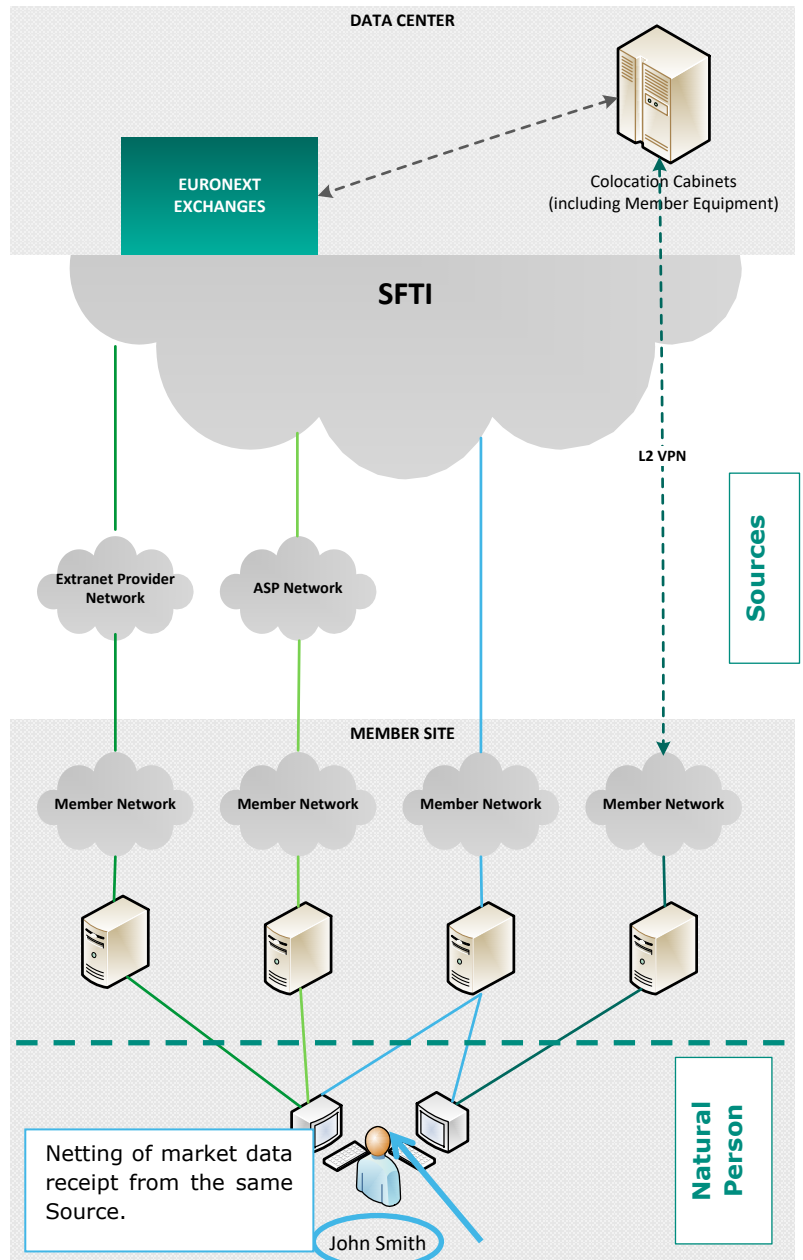 DATA CENTER
EURONEXT
EXCHANGES
Colocation Cabinets
(including Member Equipment)
SFTI
L2 VPN
Sources
Extranet Provider
Network
ASP Network
MEMBER SITE
Member Network
Member Network
Member Network
Member Network
Natural
Person
Netting of market data
receipt from the same
Source.
John Smith